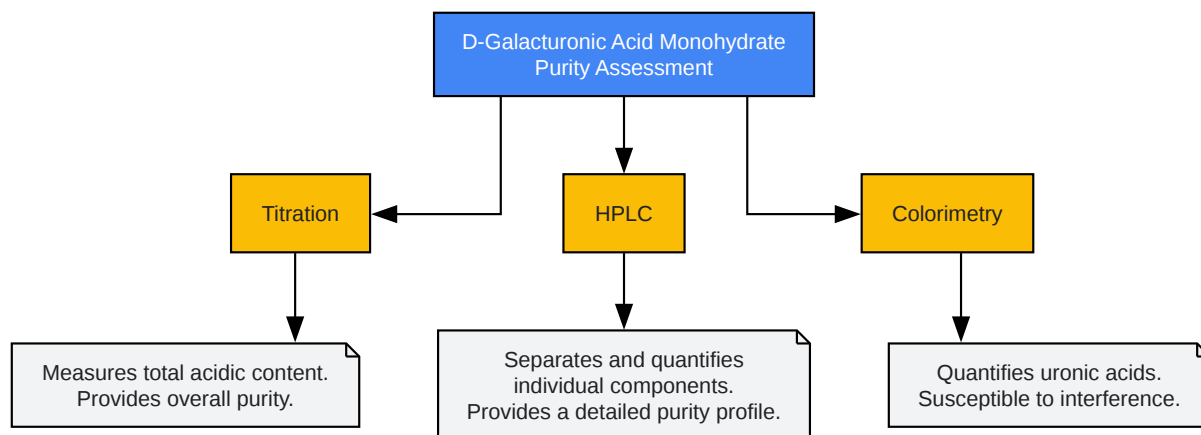 D-Galacturonic Acid Monohydrate
Purity Assessment
Titration
HPLC
Colorimetry
Measures total acidic content.
Provides overall purity.
Separates and quantifies
individual components.
Provides a detailed purity profile.
Quantifies uronic acids.
Susceptible to interference.